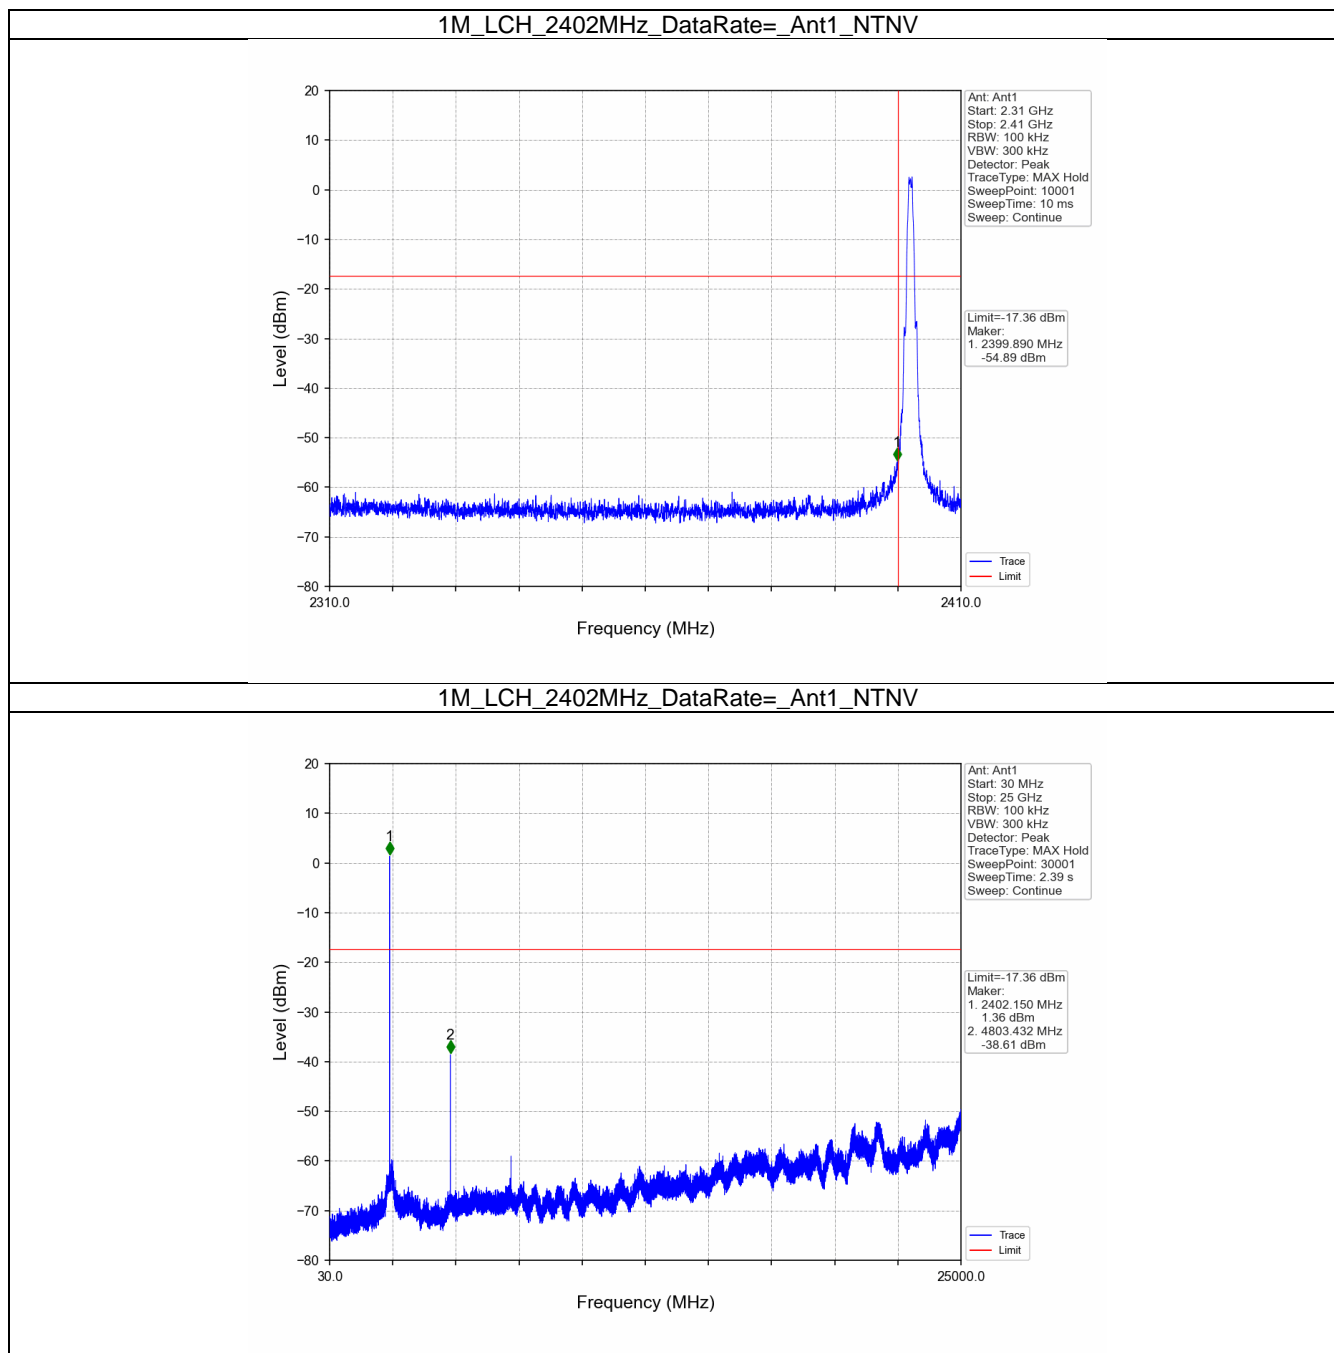 1M_LCH_2402MHz_DataRate=_Ant1_NTNV
20
10
0
−10
−20
−30
−40
−50
−60
−70
−80
Level (dBm)
1
2310.0
2410.0
Frequency (MHz)
Ant: Ant1
Start: 2.31 GHz
Stop: 2.41 GHz
RBW: 100 kHz
VBW: 300 kHz
Detector: Peak
TraceType: MAX Hold
SweepPoint: 10001
SweepTime: 10 ms
Sweep: Continue
Limit=-17.36 dBm
Maker:
1. 2399.890 MHz
-54.89 dBm
Trace
Limit
1M_LCH_2402MHz_DataRate=_Ant1_NTNV
20
10
0
−10
−20
−30
−40
−50
−60
−70
−80
Level (dBm)
1
2
30.0
25000.0
Frequency (MHz)
Ant: Ant1
Start: 30 MHz
Stop: 25 GHz
RBW: 100 kHz
VBW: 300 kHz
Detector: Peak
TraceType: MAX Hold
SweepPoint: 30001
SweepTime: 2.39 s
Sweep: Continue
Limit=-17.36 dBm
Maker:
1. 2402.150 MHz
1.36 dBm
2. 4803.432 MHz
-38.61 dBm
Trace
Limit